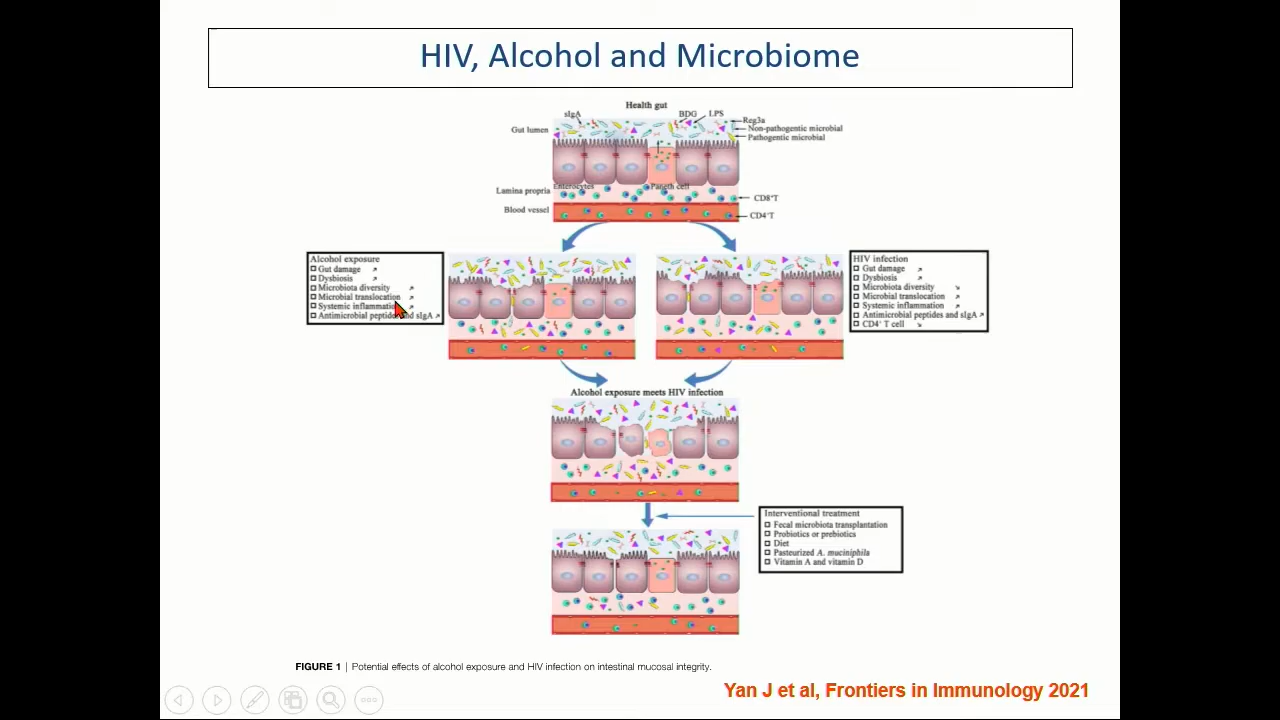 HIV, Alcohol and Microbiome
Health gut
sIgA
BDG
LPS
Reg3a
Gut lumen
Non-pathogentic microbial
Pathogentic microbial
Enterocytes
Paneth cell
Lamina propria
CD8⁺T
Blood vessel
CD4⁺T
Alcohol exposure
☐ Gut damage ↗
☐ Dysbiosis ↗
☐ Microbiota diversity ↗
☐ Microbial translocation ↗
☐ Systemic inflammation ↗
☐ Antimicrobial peptides and sIgA ↗
HIV infection
☐ Gut damage ↗
☐ Dysbiosis ↗
☐ Microbiota diversity ↘
☐ Microbial translocation ↗
☐ Systemic inflammation ↗
☐ Antimicrobial peptides and sIgA ↗
☐ CD4⁺ T cell ↘
Alcohol exposure meets HIV infection
Interventional treatment
☐ Focal microbiota transplantation
☐ Probiotics or prebiotics
☐ Diet
☐ Pasteurized A. muciniphila
☐ Vitamin A and vitamin D
FIGURE 1 | Potential effects of alcohol exposure and HIV infection on intestinal mucosal integrity.
Yan J et al, Frontiers in Immunology 2021